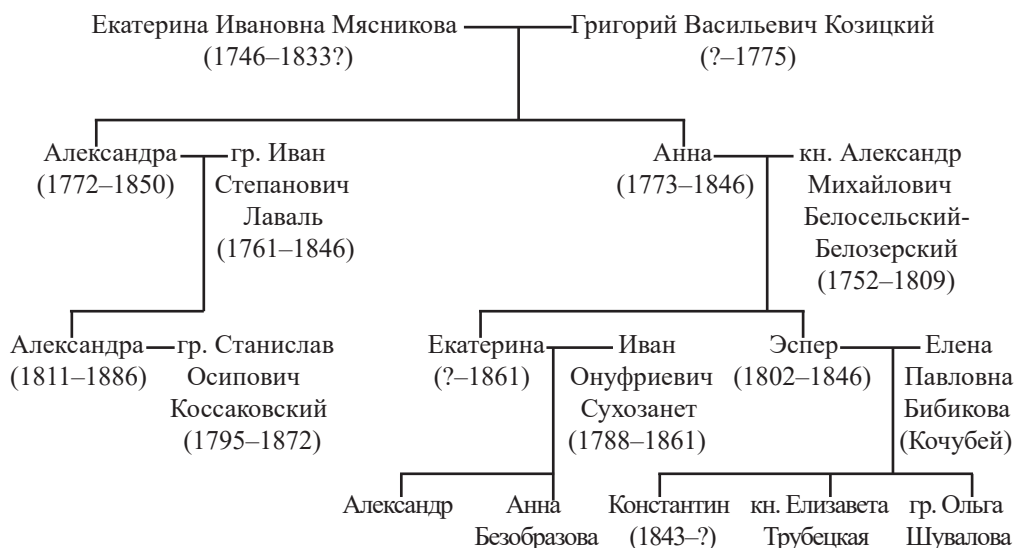 Екатерина Ивановна Мясникова
(1746–1833?)
Григорий Васильевич Козицкий
(?–1775)
Александра
(1772–1850)
гр. Иван
Степанович
Лаваль
(1761–1846)
Анна
(1773–1846)
кн. Александр
Михайлович
Белосельский-
Белозерский
(1752–1809)
Александра
(1811–1886)
гр. Станислав
Осипович
Коссаковский
(1795–1872)
Екатерина
(?–1861)
Иван
Онуфриевич
Сухозанет
(1788–1861)
Эспер
(1802–1846)
Елена
Павловна
Бибикова
(Кочубей)
Александр
Анна
Безобразова
Константин
(1843–?)
кн. Елизавета
Трубецкая
гр. Ольга
Шувалова